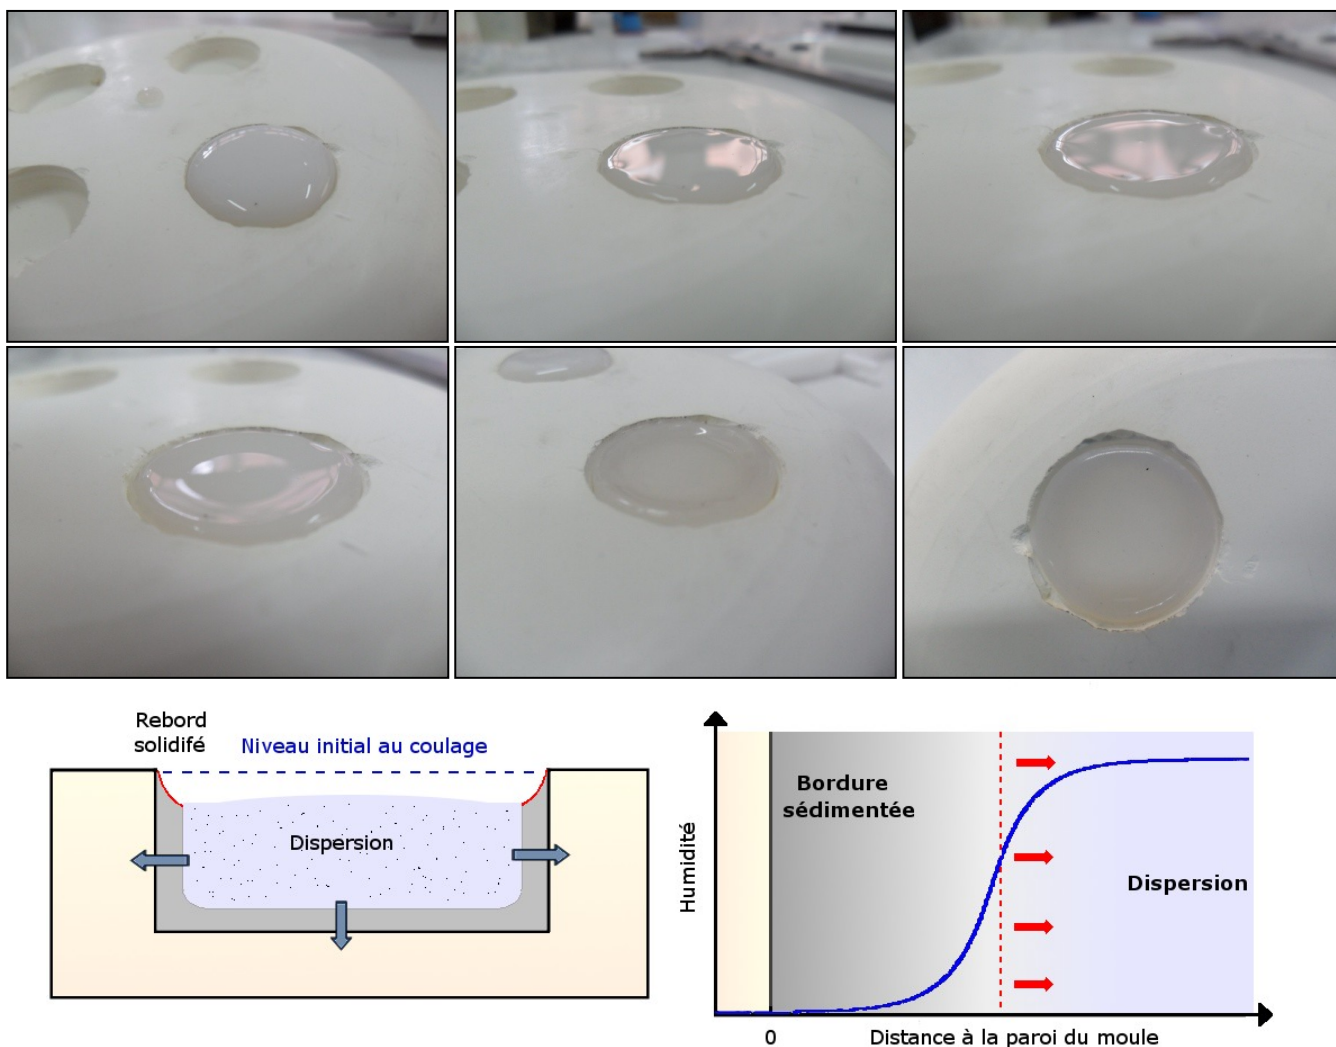 Rebord
solidifé
Niveau initial au coulage
Dispersion
Humidité
Bordure
sédimentée
Dispersion
0
Distance à la paroi du moule